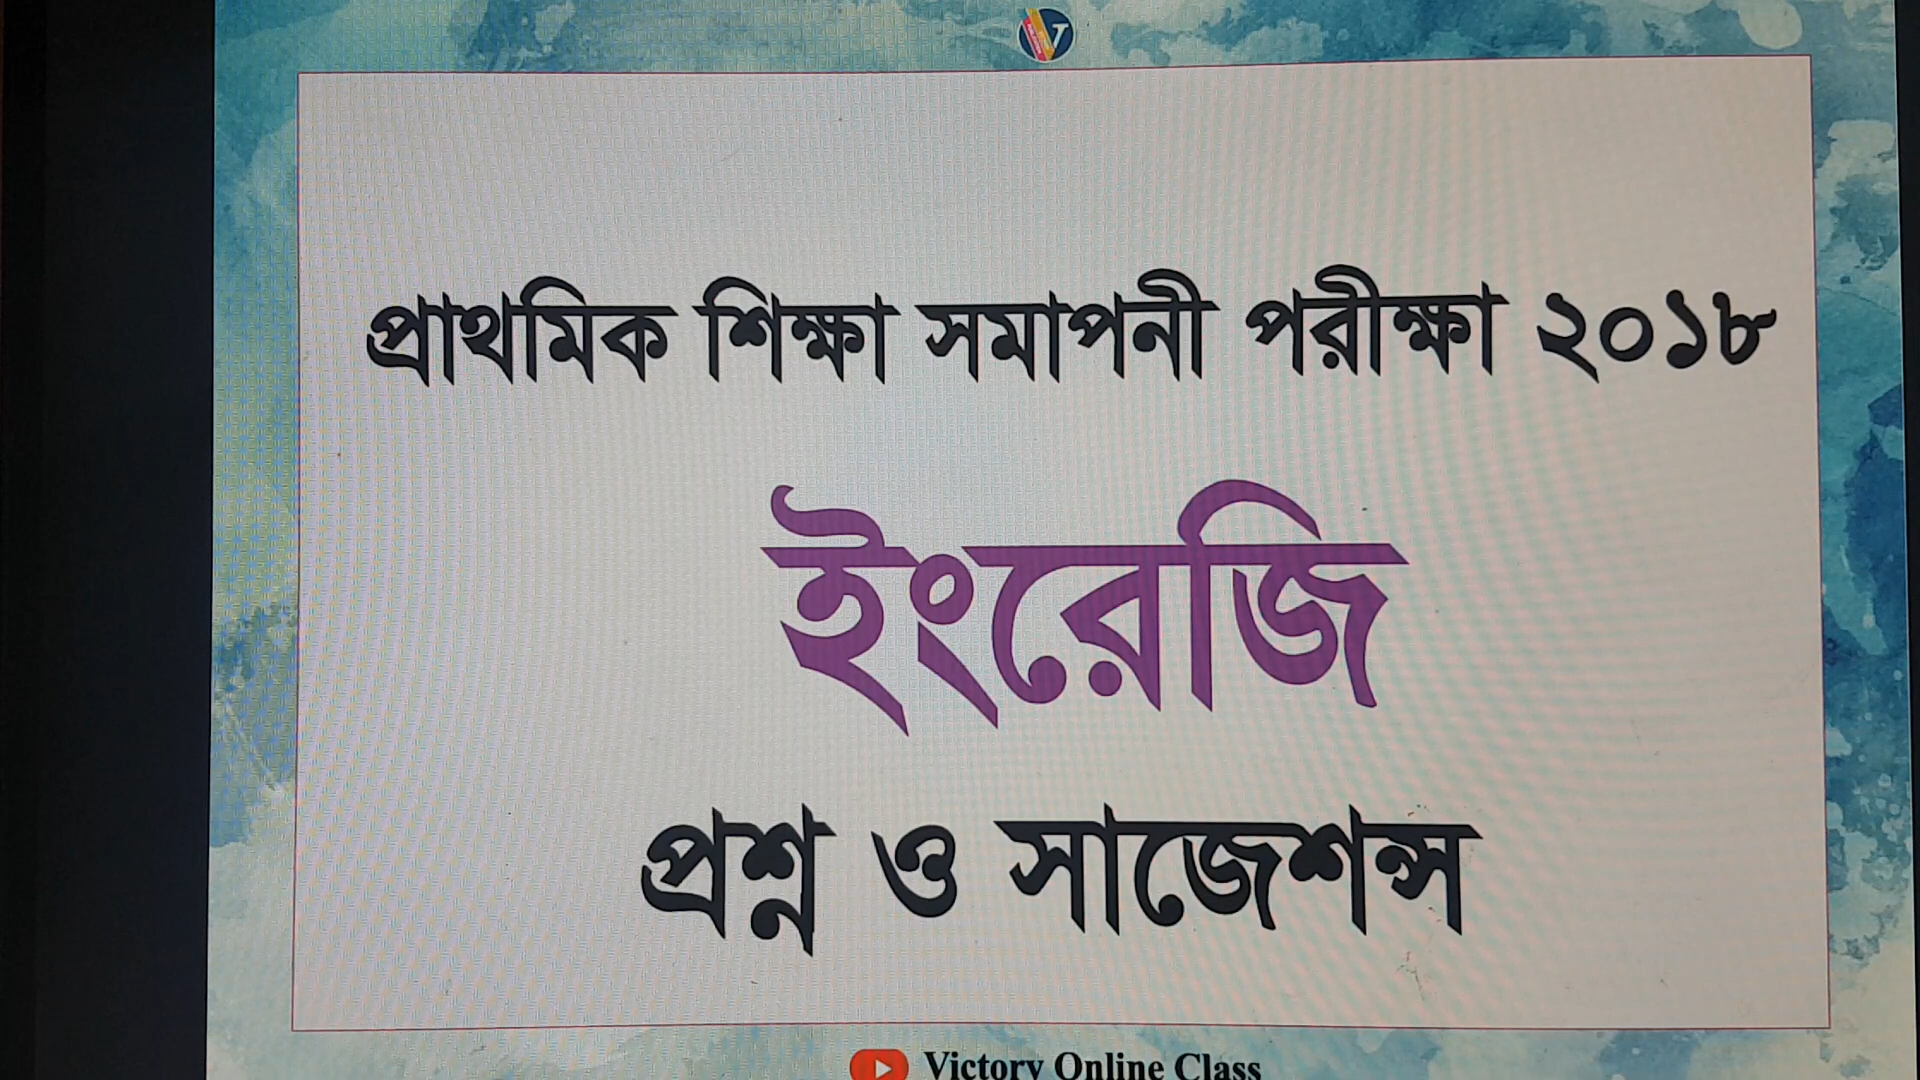 প্রাথমিক শিক্ষা সমাপনী পরীক্ষা ২০১৮
ইংরেজি
প্রশ্ন ও সাজেশন্স
Victory Online Class